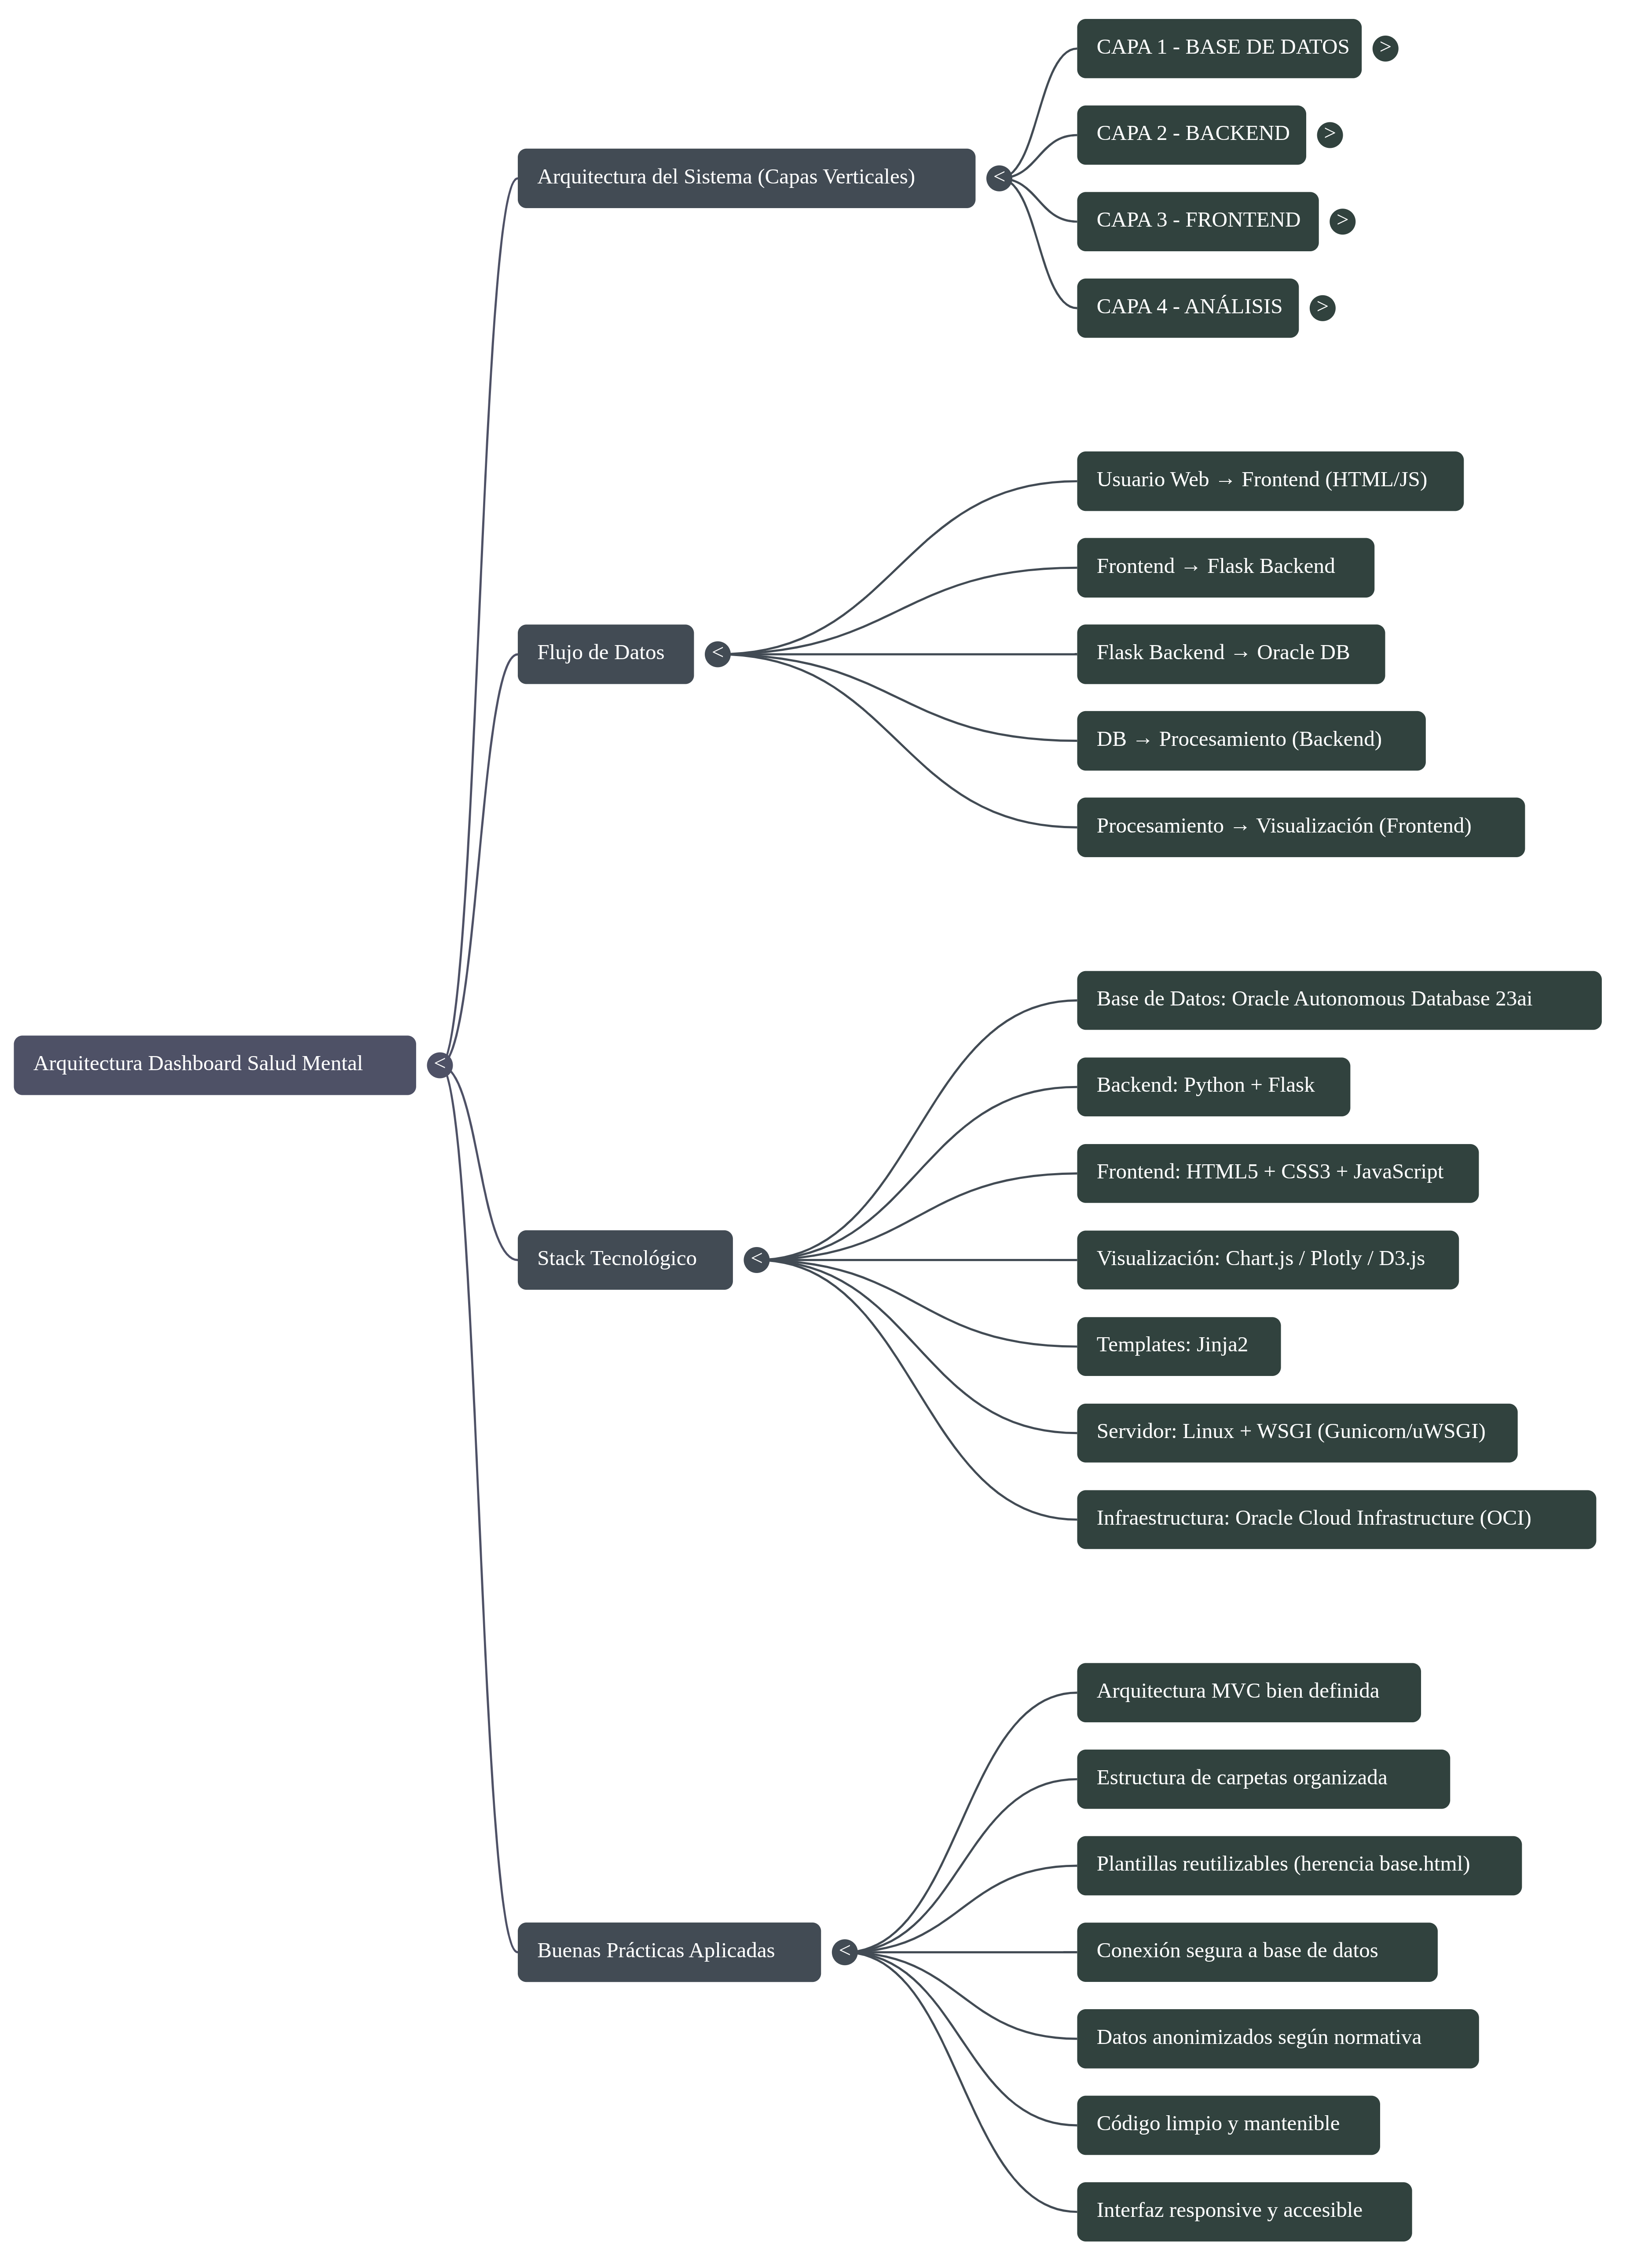 Arquitectura Dashboard Salud Mental
<
Arquitectura del Sistema (Capas Verticales)
<
CAPA 1 - BASE DE DATOS
>
CAPA 2 - BACKEND
>
CAPA 3 - FRONTEND
>
CAPA 4 - ANÁLISIS
>
Flujo de Datos
<
Usuario Web → Frontend (HTML/JS)
Frontend → Flask Backend
Flask Backend → Oracle DB
DB → Procesamiento (Backend)
Procesamiento → Visualización (Frontend)
Stack Tecnológico
<
Base de Datos: Oracle Autonomous Database 23ai
Backend: Python + Flask
Frontend: HTML5 + CSS3 + JavaScript
Visualización: Chart.js / Plotly / D3.js
Templates: Jinja2
Servidor: Linux + WSGI (Gunicorn/uWSGI)
Infraestructura: Oracle Cloud Infrastructure (OCI)
Buenas Prácticas Aplicadas
<
Arquitectura MVC bien definida
Estructura de carpetas organizada
Plantillas reutilizables (herencia base.html)
Conexión segura a base de datos
Datos anonimizados según normativa
Código limpio y mantenible
Interfaz responsive y accesible